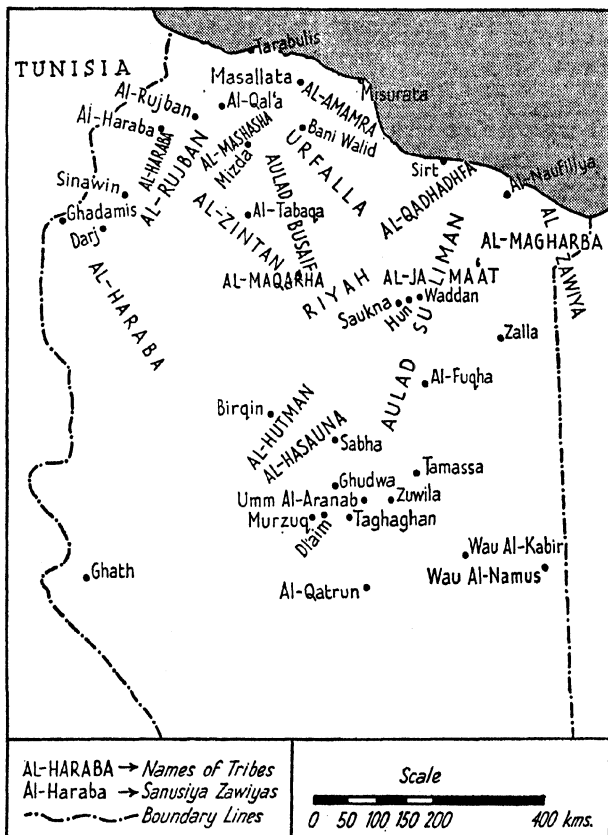 Tarabulis
TUNISIA
Masallata
Misurata
AL-AMAMRA
Al-Rujban
Al-Qal'a
Al-Haraba
AL-MASHASHA
Bani Walid
AL-HARABA
AL-RUJBAN
Mizda
URFALLA
Sirt
AL-QADHADHFA
Al-Naufiliya
Sinawin
AULAD BUSAIF
Ghadamis
Darj
AL-ZINTAN
Al-Tabaqa
AL-MAGHARBA
AL ZAWIYA
AL-HARABA
AL-MAQARHA
RIYAH
AL-JAMA'AT
Saukna
Hun
Waddan
AULAD SULIMAN
Zalla
Al-Fuqha
Birqin
AL-HUTMAN
AL-HASAUNA
Sabha
Ghudwa
Tamassa
Umm Al-Aranab
Zuwila
Murzuq
Dl'aim
Taghaghan
Wau Al-Kabir
Wau Al-Namus
Ghath
Al-Qatrun
AL-HARABA → Names of Tribes
Al-Haraba → Sanusiya Zawiyas
Boundary Lines
Scale
0 50 100 150 200 400 kms.